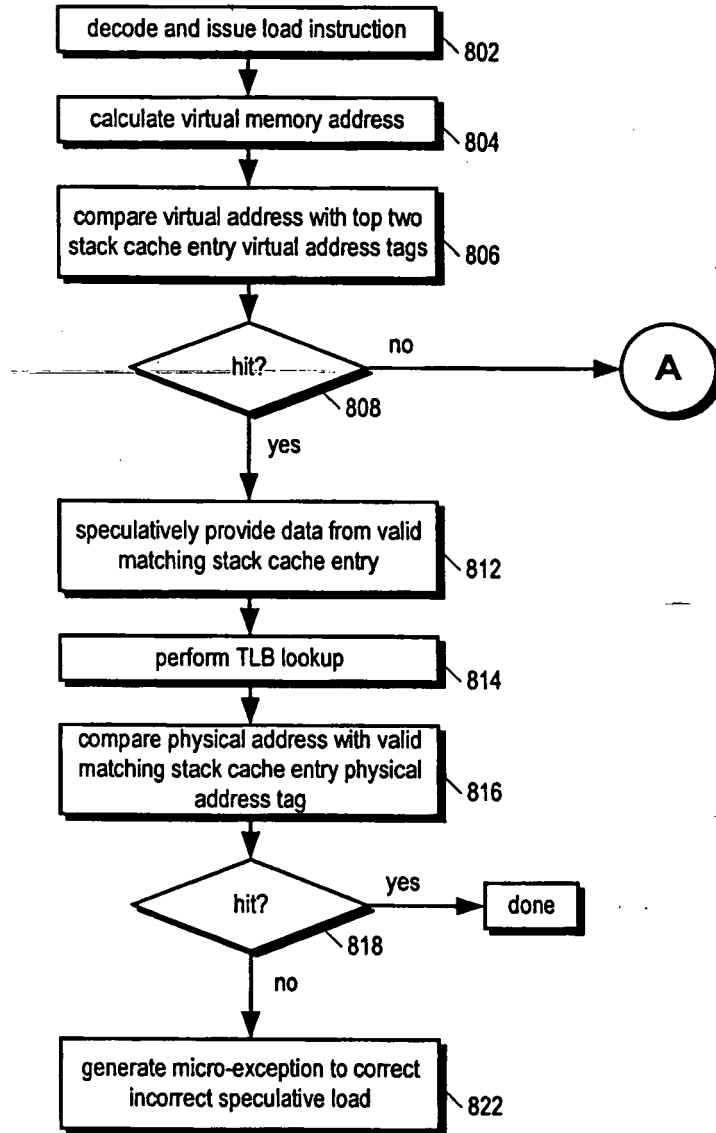 decode and issue load instruction
802
calculate virtual memory address
804
compare virtual address with top two
stack cache entry virtual address tags
806
hit?
no
A
808
yes
speculatively provide data from valid
matching stack cache entry
812
perform TLB lookup
814
compare physical address with valid
matching stack cache entry physical
address tag
816
hit?
yes
done
818
no
generate micro-exception to correct
incorrect speculative load
822